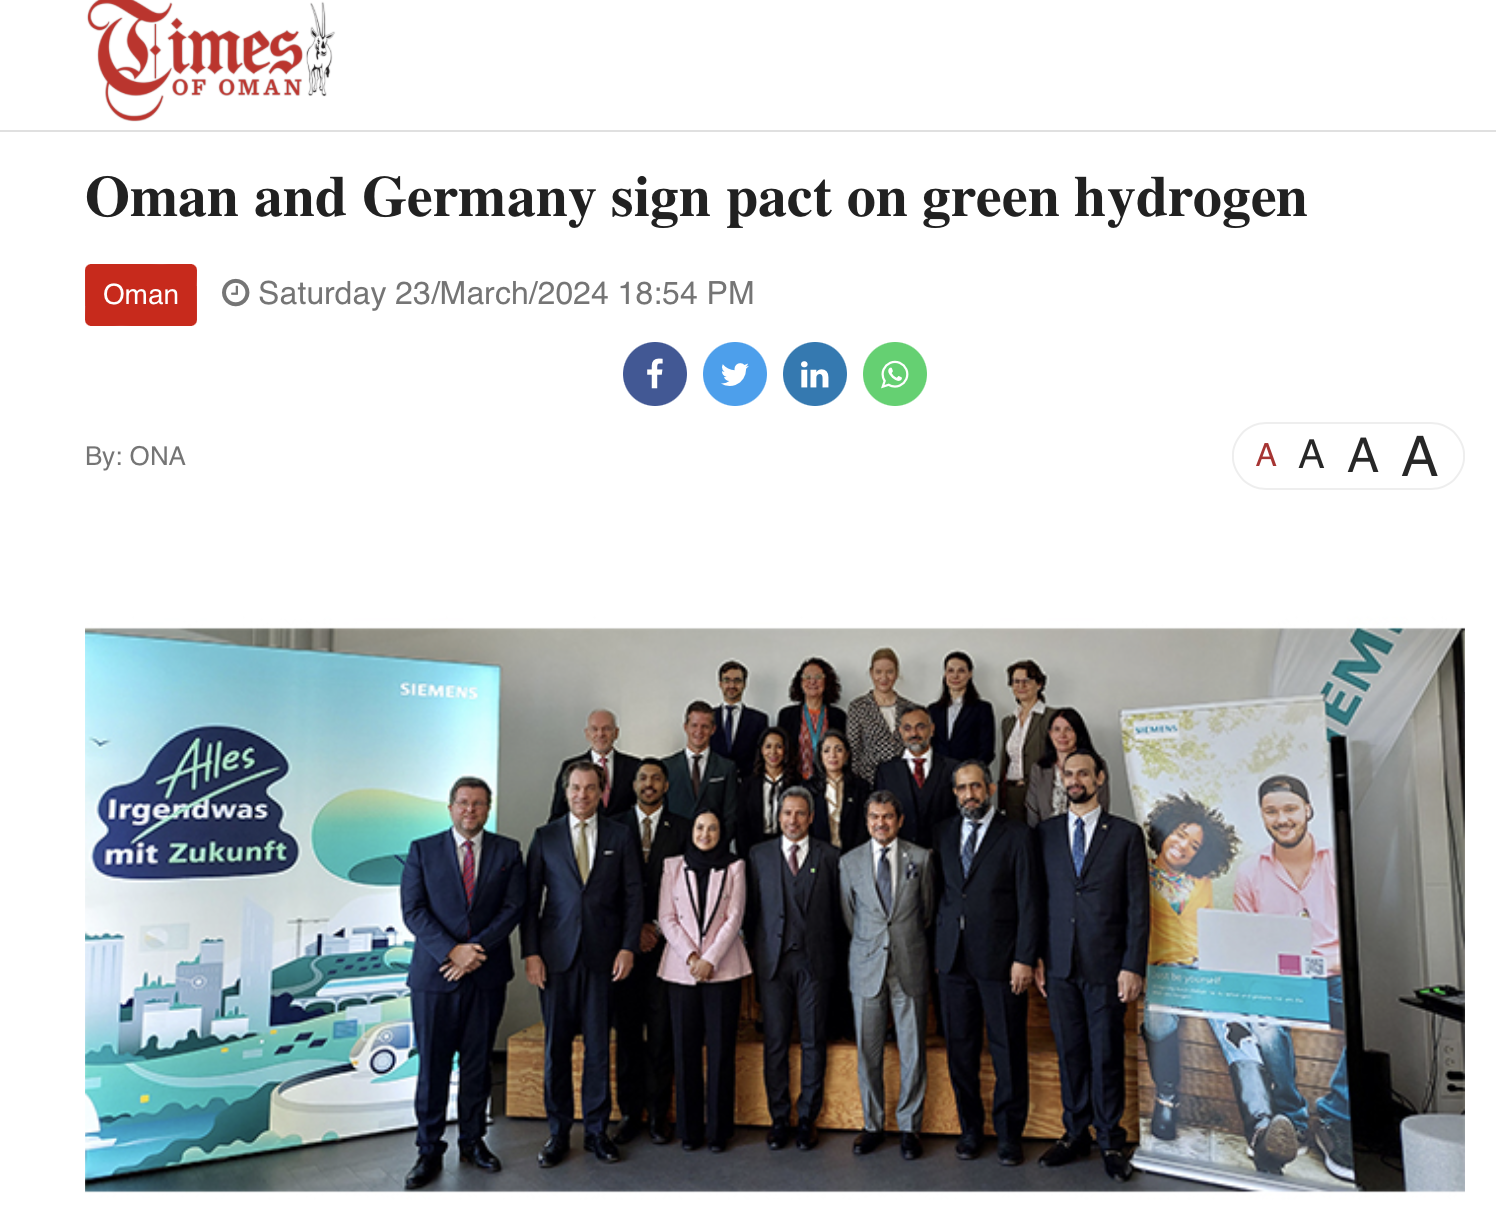 Times
OF OMAN
Oman and Germany sign pact on green hydrogen
Oman
Saturday 23/March/2024 18:54 PM
By: ONA
A A A A
SIEMENS
Alles
Irgendwas
mit Zukunft
SIEMENS